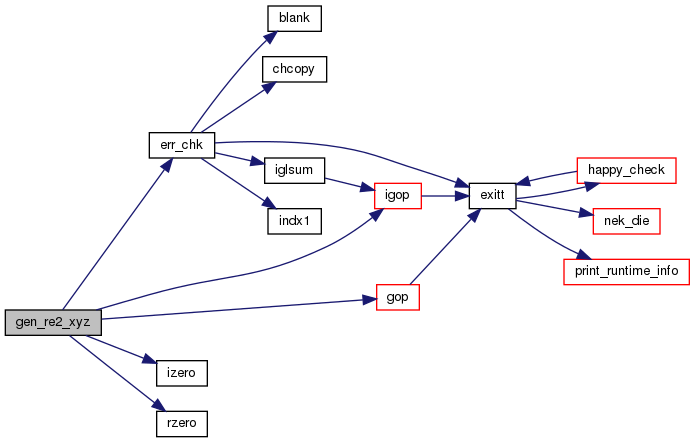 blank
chcopy
err_chk
iglsum
happy_check
igop
exitt
indx1
nek_die
print_runtime_info
gop
gen_re2_xyz
izero
rzero